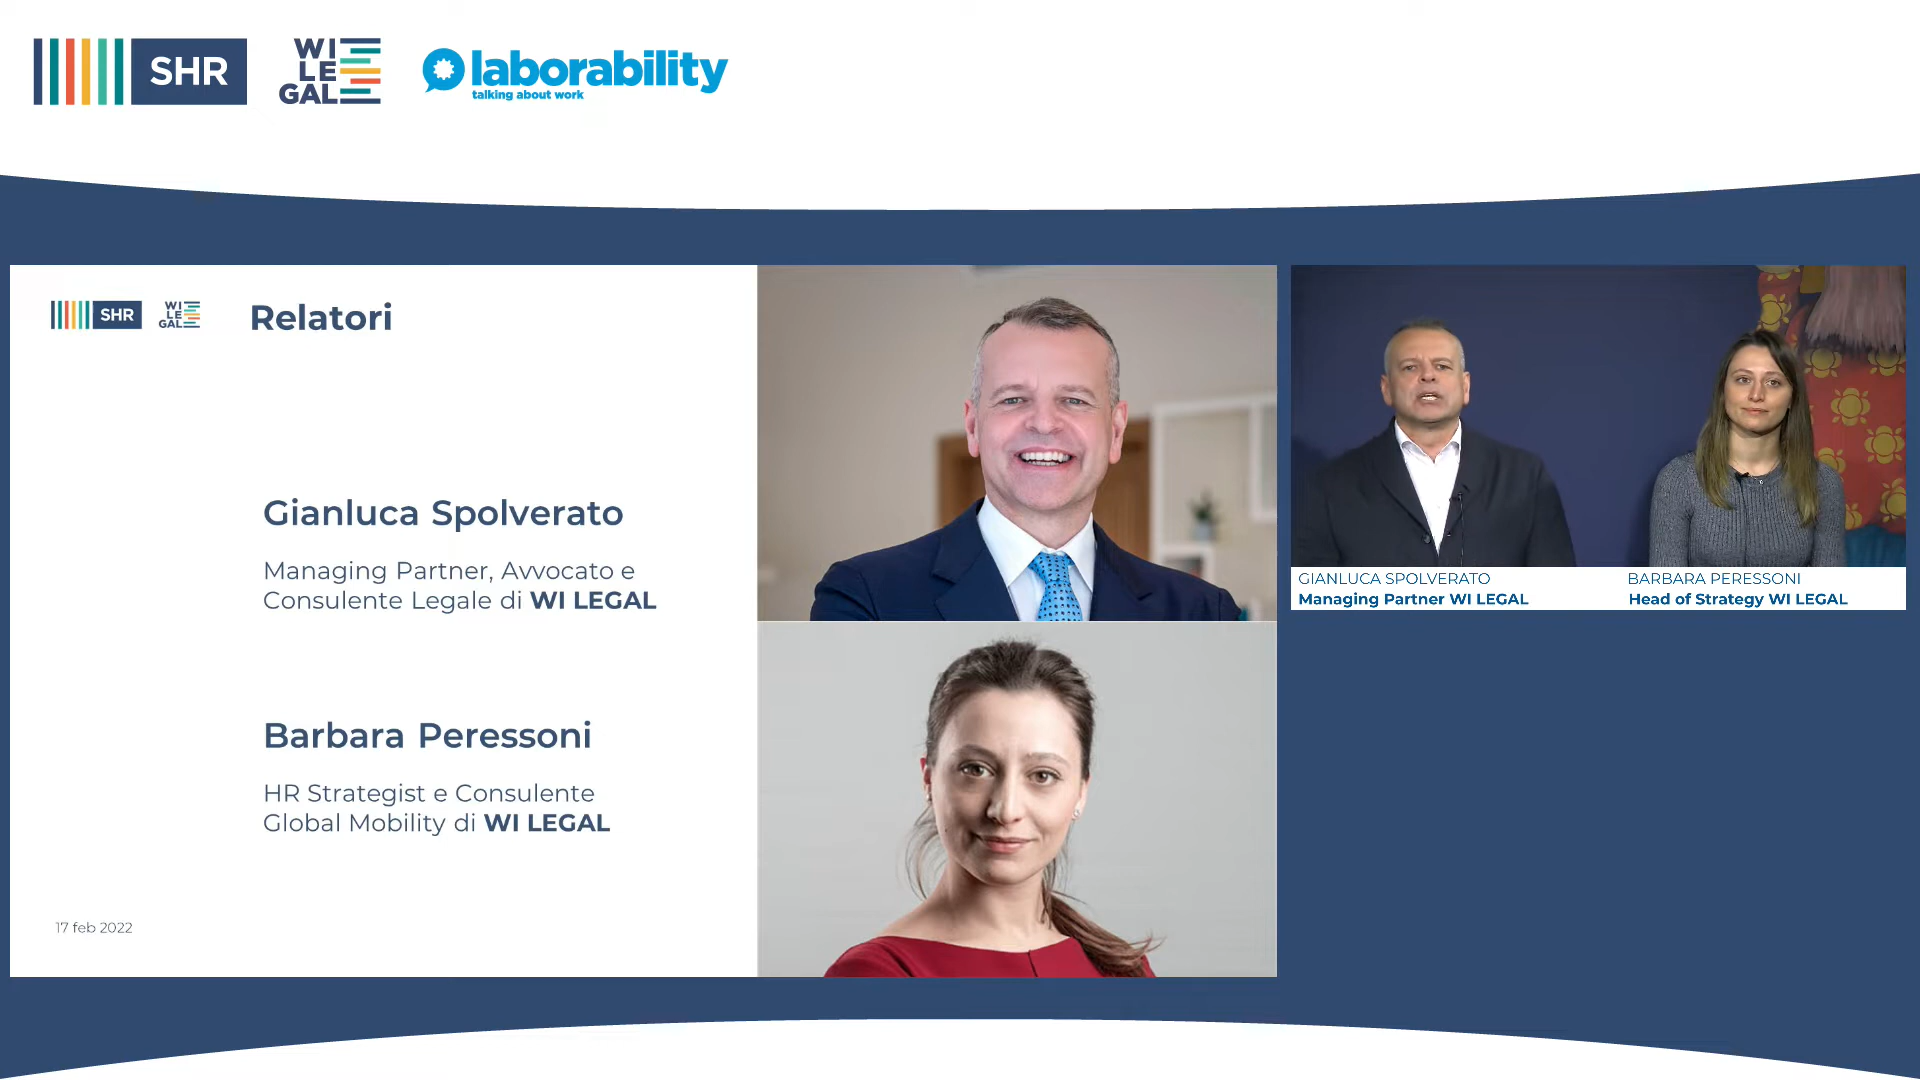 SHR
WI
LE
GAL
laborability
talking about work
SHR
WI
LE
GAL
Relatori
Gianluca Spolverato
Managing Partner, Avvocato e
Consulente Legale di WI LEGAL
Barbara Peressoni
HR Strategist e Consulente
Global Mobility di WI LEGAL
17 feb 2022
GIANLUCA SPOLVERATO
Managing Partner WI LEGAL
BARBARA PERESSONI
Head of Strategy WI LEGAL